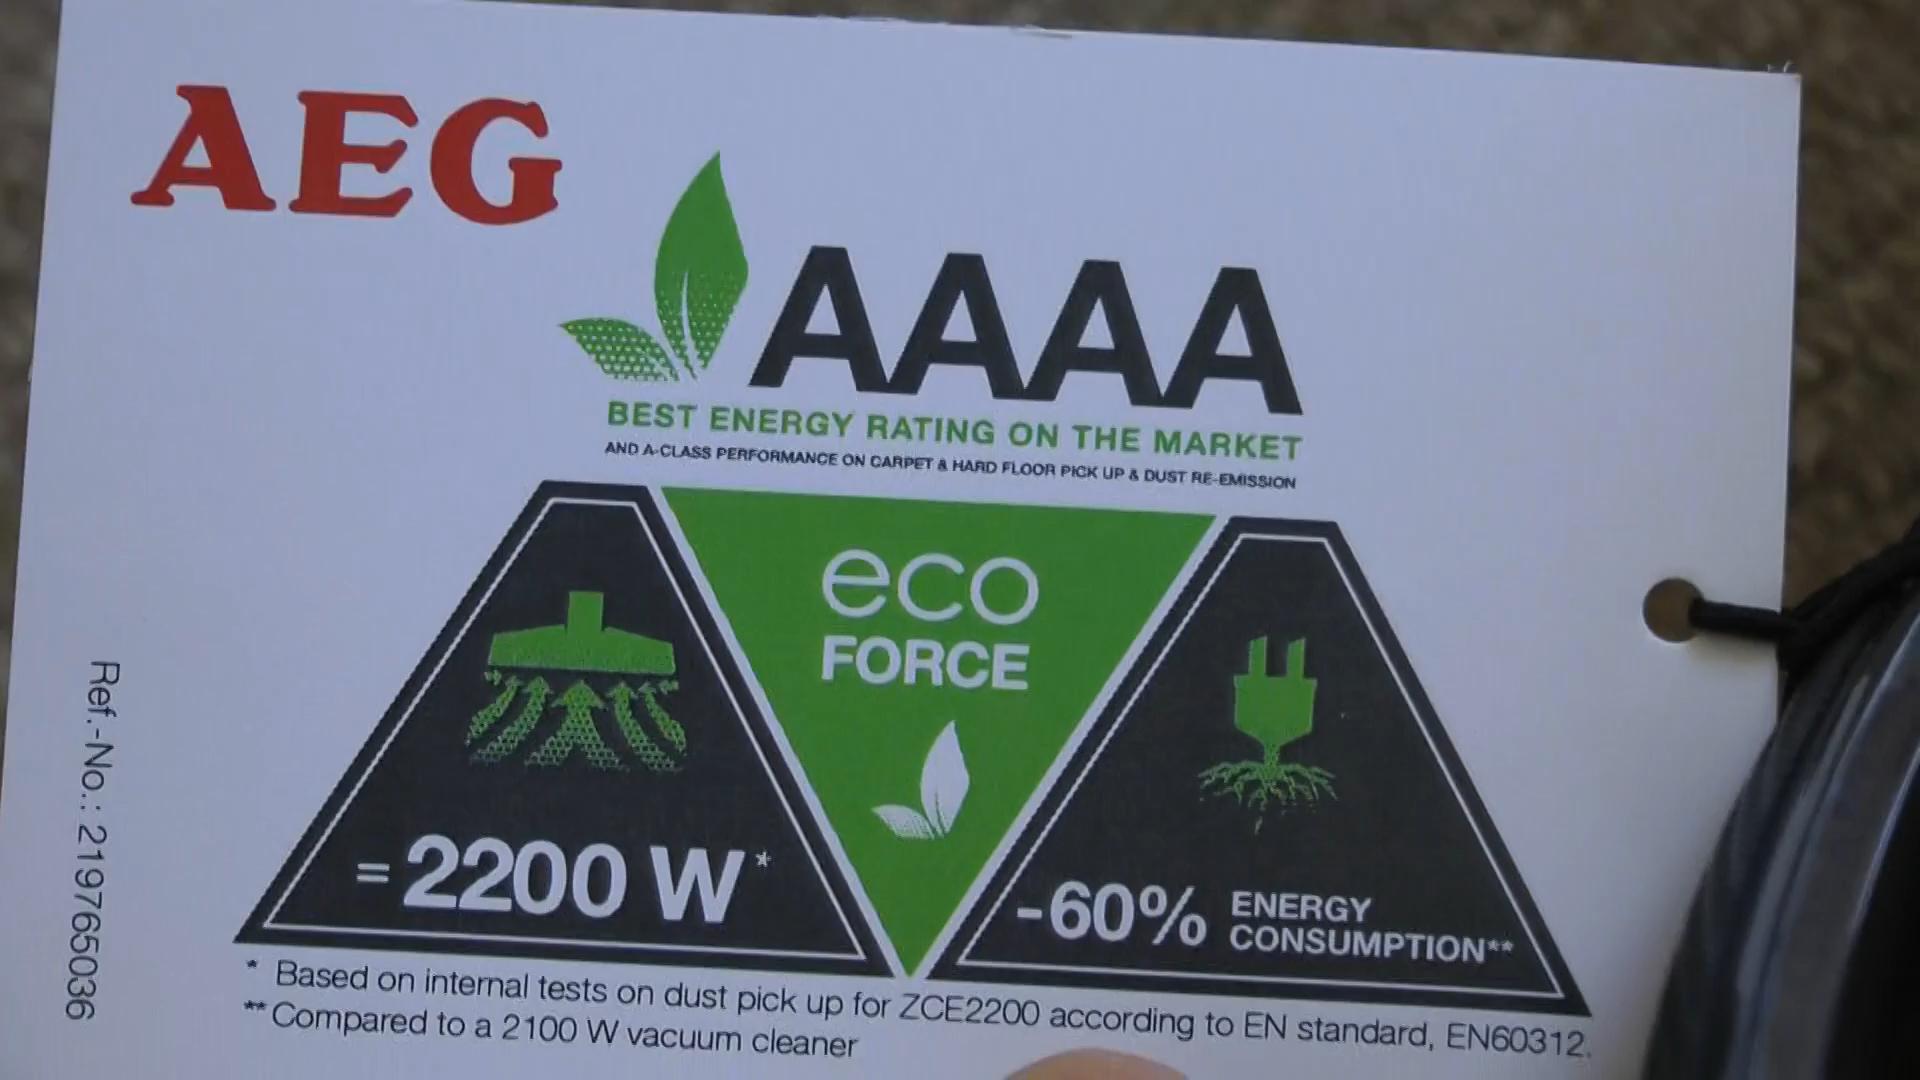 AEG
AAAA
BEST ENERGY RATING ON THE MARKET
AND A-CLASS PERFORMANCE ON CARPET & HARD FLOOR PICK UP & DUST RE-EMISSION
eco
FORCE
= 2200 W*
-60% ENERGY
CONSUMPTION**
* Based on internal tests on dust pick up for ZCE2200 according to EN standard, EN60312.
** Compared to a 2100 W vacuum cleaner
Ref.-No.: 219765036